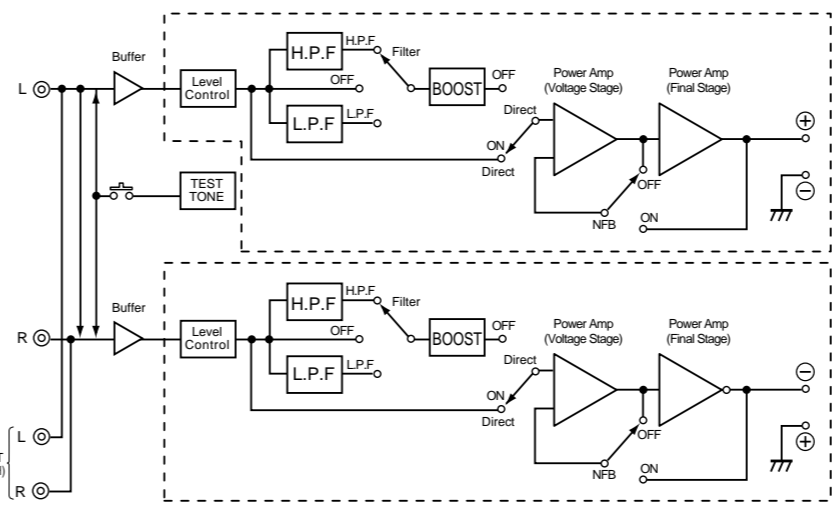 Buffer
H.P.F
H.P.F
Filter
L
Level
Control
OFF
BOOST
OFF
L.P.F
L.P.F
Direct
ON
Direct
Power Amp
(Voltage Stage)
Power Amp
(Final Stage)
+
−
OFF
NFB
ON
TEST
TONE
Buffer
H.P.F
H.P.F
Filter
R
Level
Control
OFF
BOOST
OFF
L.P.F
L.P.F
Direct
ON
Direct
Power Amp
(Voltage Stage)
Power Amp
(Final Stage)
−
+
OFF
NFB
ON
L
R